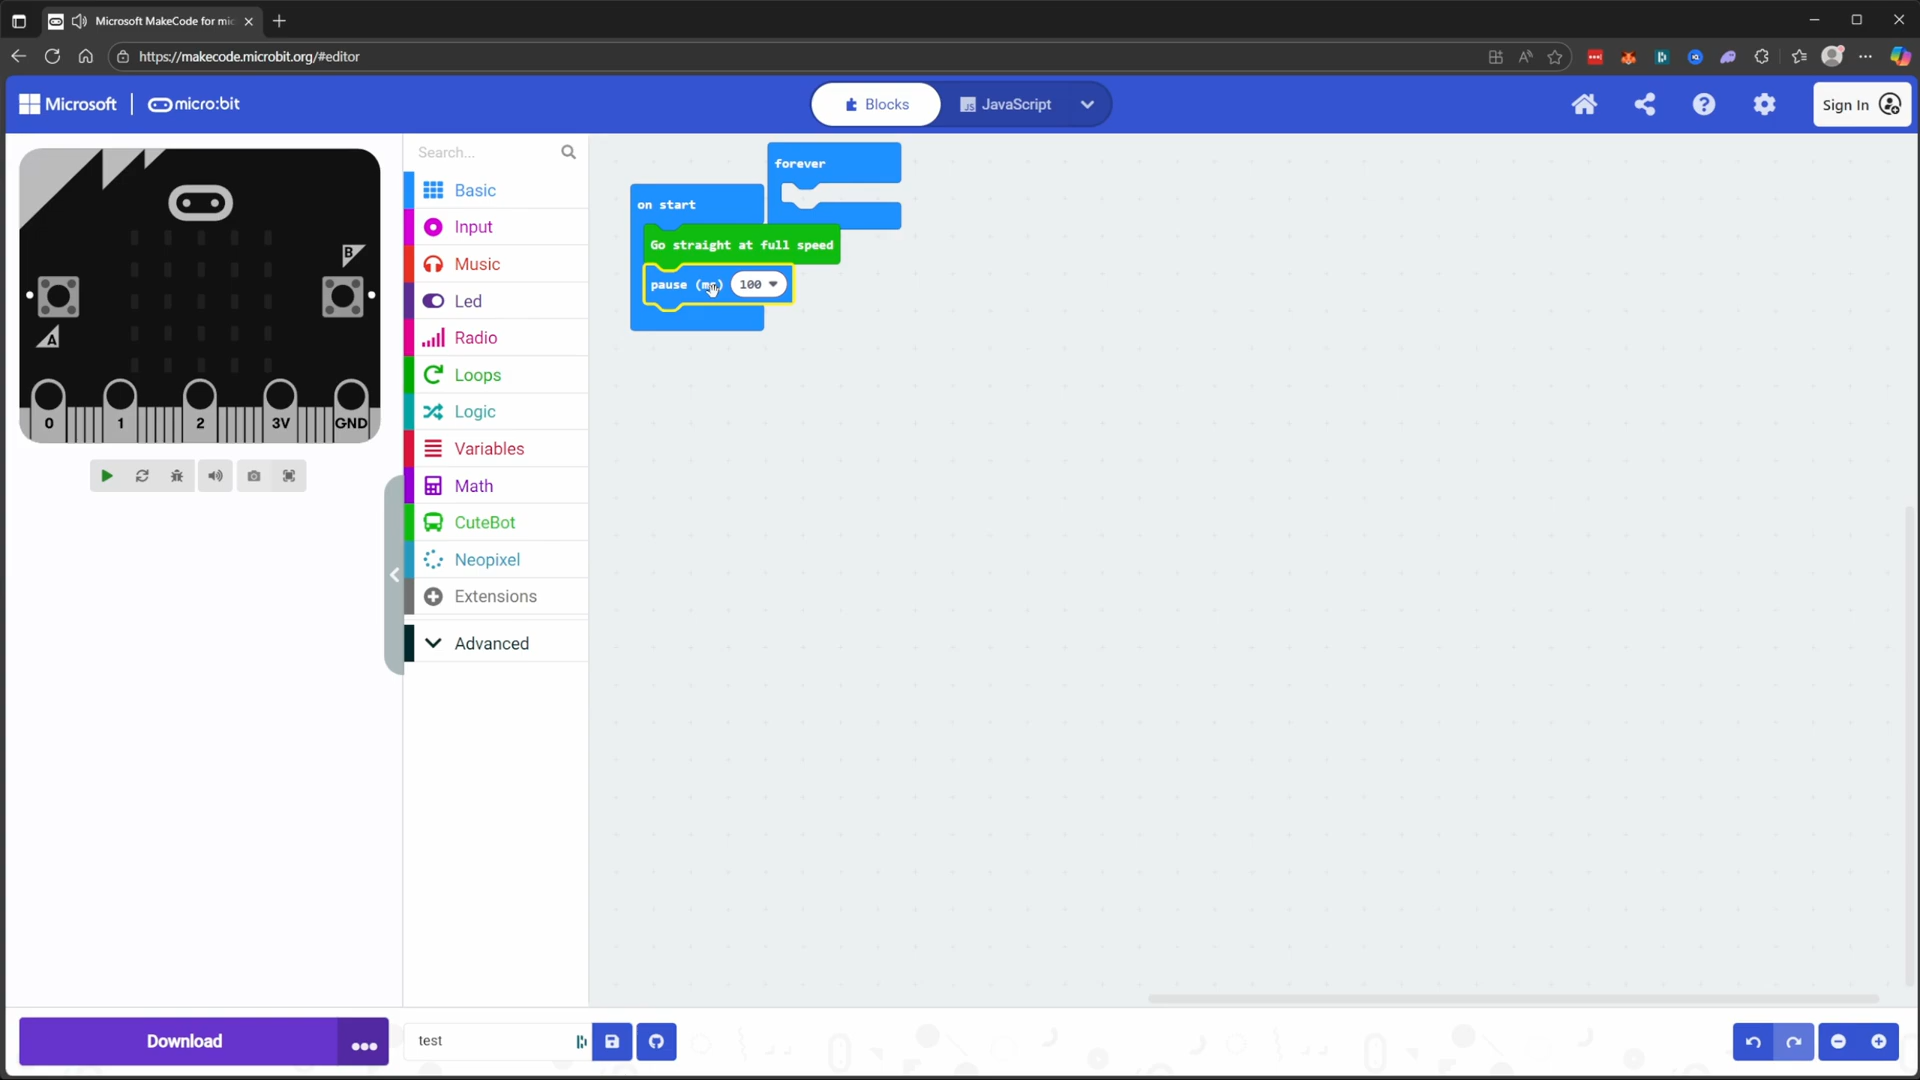 Microsoft MakeCode for mic
https://makecode.microbit.org/#editor
Microsoft
micro:bit
Blocks
JS
JavaScript
Sign In
Search...
Basic
Input
Music
Led
Radio
Loops
Logic
Variables
Math
CuteBot
Neopixel
Extensions
Advanced
forever
on start
Go straight at full speed
pause (ms) 100
B
A
0 1 2 3V GND
Download
test